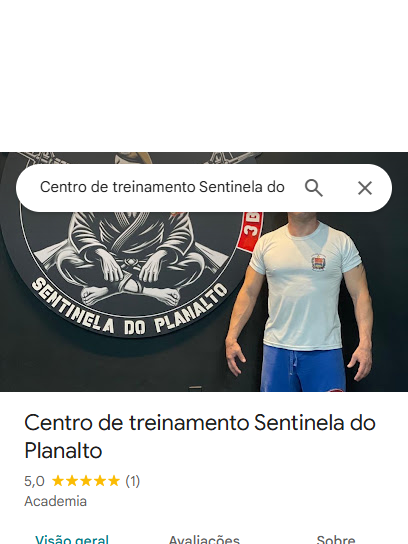 Centro de treinamento Sentinela do
SENTINELA DO PLANALTO
Centro de treinamento Sentinela do
Planalto
5,0 ★★★★★ (1)
Academia
Visão geral Avaliações Sobre